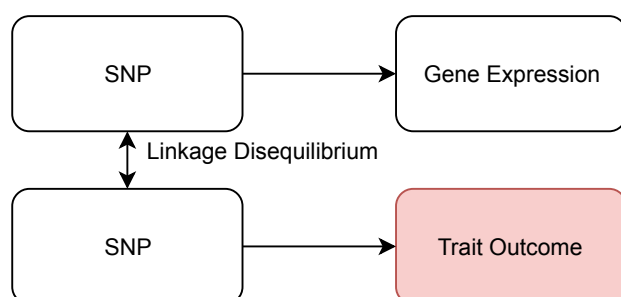 SNP
Gene Expression
Linkage Disequilibrium
SNP
Trait Outcome